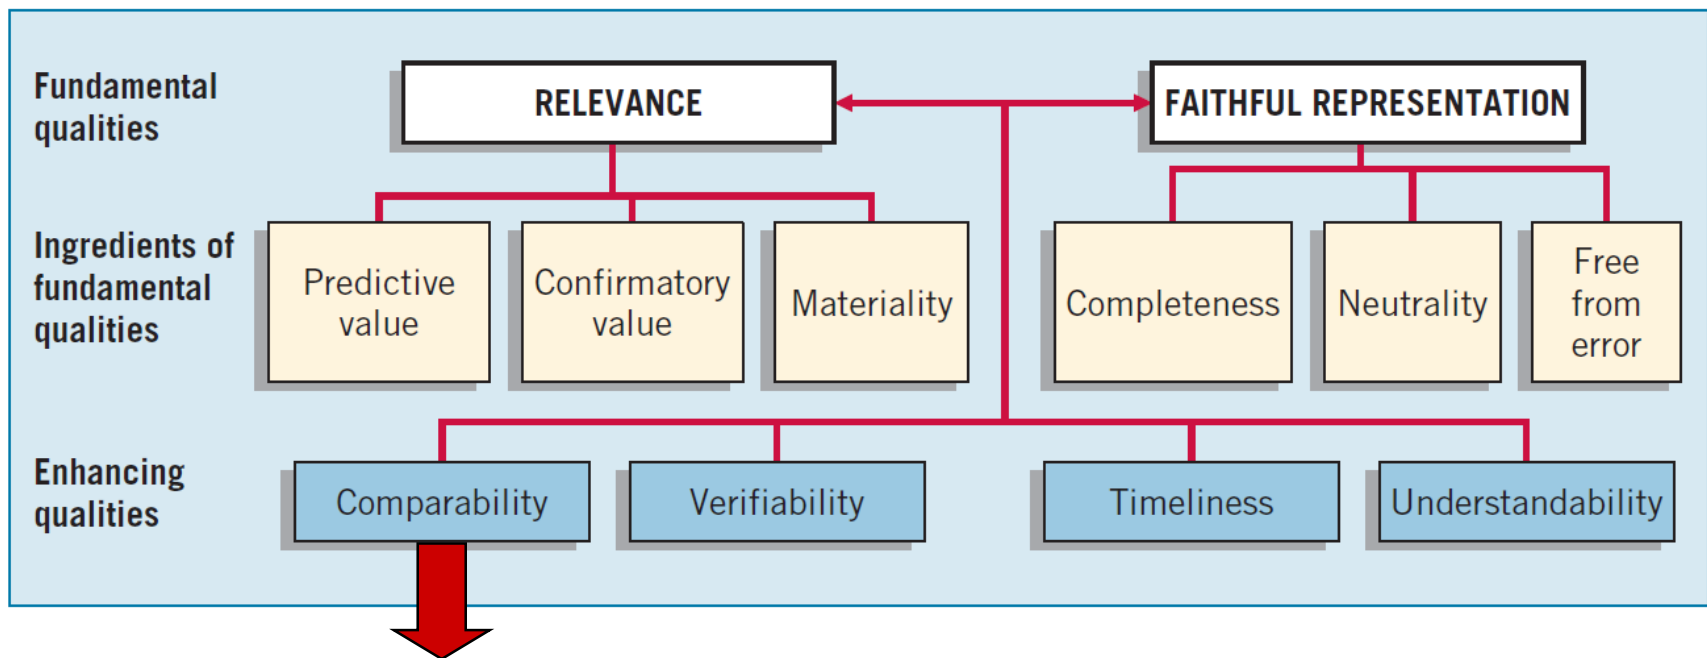 Fundamental
qualities
RELEVANCE
FAITHFUL REPRESENTATION
Ingredients of
fundamental
qualities
Predictive
value
Confirmatory
value
Materiality
Completeness
Neutrality
Free
from
error
Enhancing
qualities
Comparability
Verifiability
Timeliness
Understandability